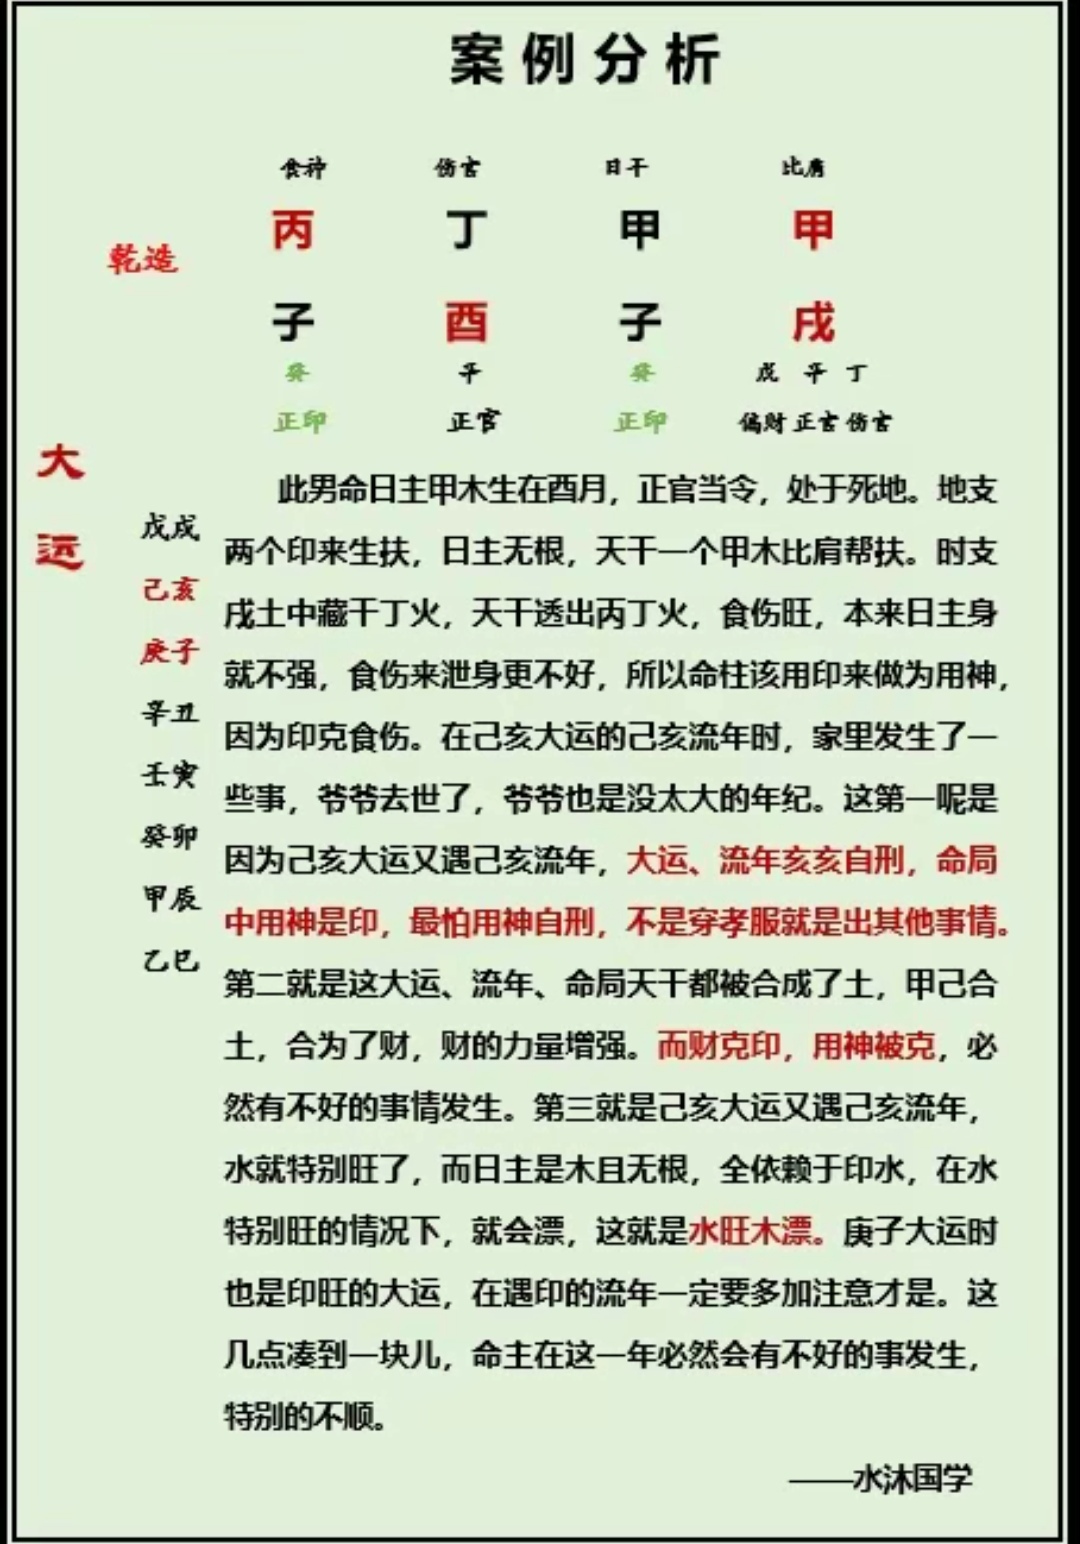 案例分析
食神 伤官 日干 比肩
丙 丁 甲 甲
乾造
子 酉 子 戌
癸 辛 癸 戊 辛 丁
正印 正官 正印 偏财 正官 伤官
大运
戊戌
己亥
庚子
辛丑
壬寅
癸卯
甲辰
乙巳
此男命日主甲木生在酉月，正官当令，处于死地。地支
两个印来生扶，日主无根，天干一个甲木比肩帮扶。时支
戌土中藏干丁火，天干透出丙丁火，食伤旺，本来日主身
就不强，食伤来泄身更不好，所以命柱该用印来做为用神，
因为印克食伤。在己亥大运的己亥流年时，家里发生了一
些事，爷爷去世了，爷爷也是没太大的年纪。这第一呢是
因为己亥大运又遇己亥流年，大运、流年亥亥自刑，命局
中用神是印，最怕用神自刑，不是穿孝服就是出其他事情。
第二就是这大运、流年、命局天干都被合成了土，甲己合
土，合为了财，财的力量增强。而财克印，用神被克，必
然有不好的事情发生。第三就是己亥大运又遇己亥流年，
水就特别旺了，而日主是木且无根，全依赖于印水，在水
特别旺的情况下，就会漂，这就是水旺木漂。庚子大运时
也是印旺的大运，在遇印的流年一定要多加注意才是。这
几点凑到一块儿，命主在这一年必然会有不好的事发生，
特别的不顺。
——水沐国学